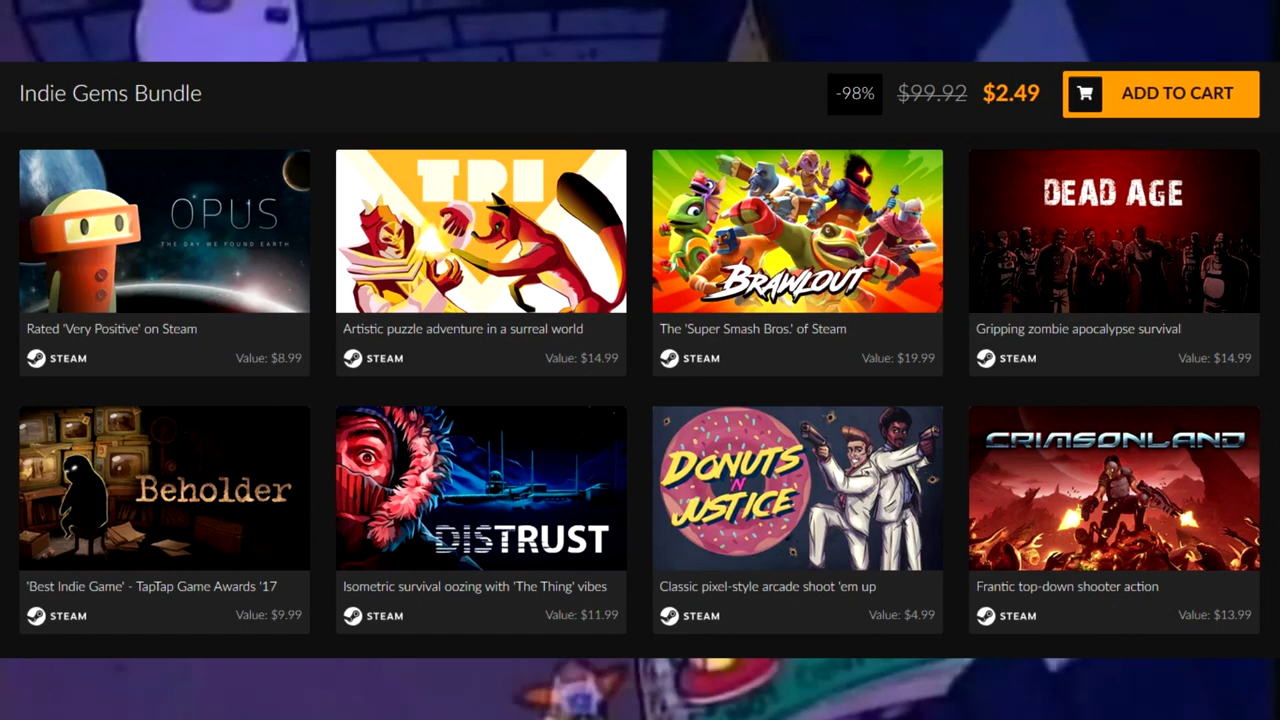 Indie Gems Bundle
-98% $99.92 $2.49 ADD TO CART
OPUS
THE DAY WE FOUND EARTH
Rated 'Very Positive' on Steam
STEAM Value: $8.99
TRI
Artistic puzzle adventure in a surreal world
STEAM Value: $14.99
BRAWLOUT
The 'Super Smash Bros.' of Steam
STEAM Value: $19.99
DEAD AGE
Gripping zombie apocalypse survival
STEAM Value: $14.99
Beholder
'Best Indie Game' - TapTap Game Awards '17
STEAM Value: $9.99
DISTRUST
Isometric survival oozing with 'The Thing' vibes
STEAM Value: $11.99
DONUTS
N
JUSTICE
Classic pixel-style arcade shoot 'em up
STEAM Value: $4.99
CRIMSONLAND
Frantic top-down shooter action
STEAM Value: $13.99